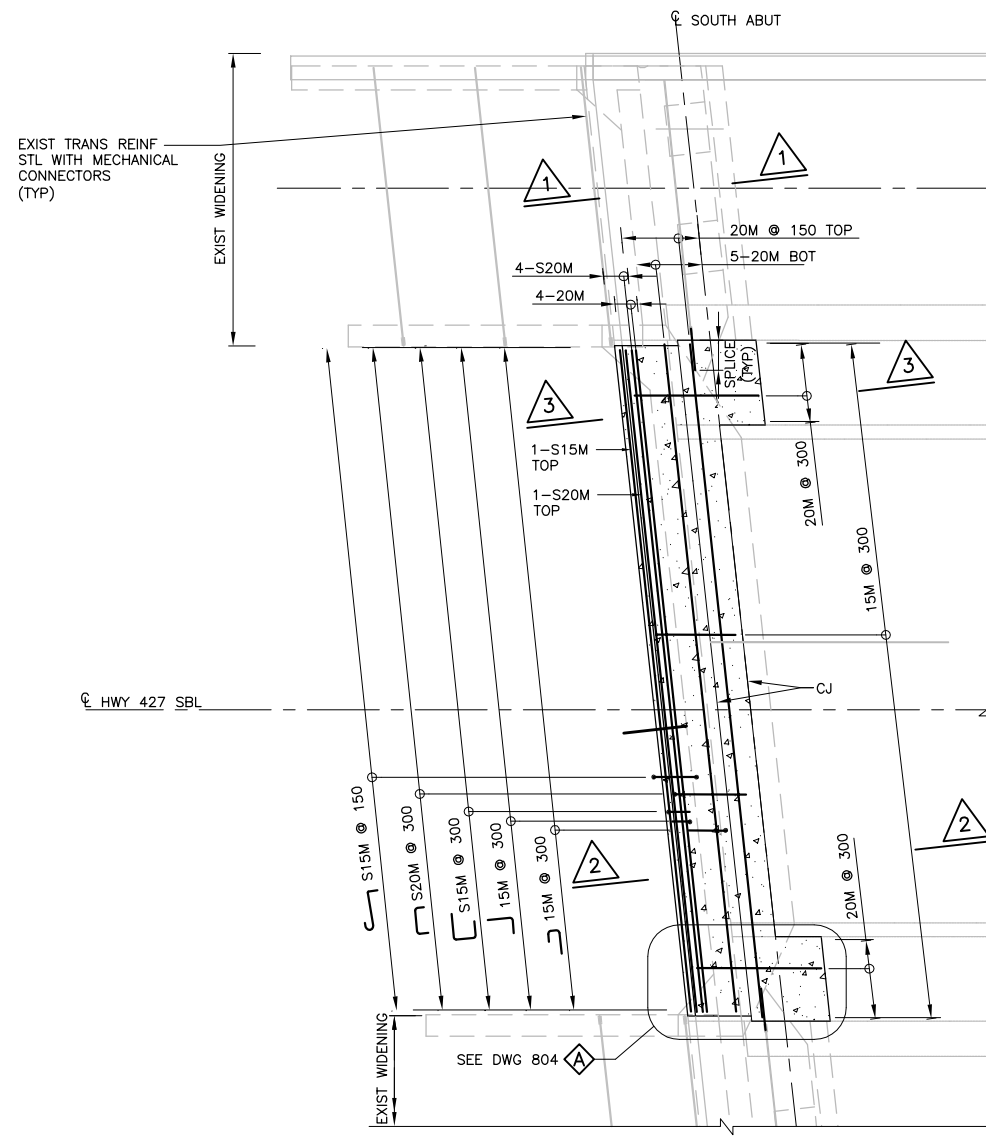 ℄ SOUTH ABUT
EXIST TRANS REINF
STL WITH MECHANICAL
CONNECTORS
(TYP)
EXIST WIDENING
1
1
20M @ 150 TOP
5-20M BOT
4-S20M
4-20M
SPLICE
(TYP)
3
3
1-S15M
TOP
1-S20M
TOP
20M @ 300
15M @ 300
℄ HWY 427 SBL
CJ
S15M @ 150
S20M @ 300
S15M @ 300
15M @ 300
15M @ 300
2
2
20M @ 300
EXIST WIDENING
SEE DWG 804 A